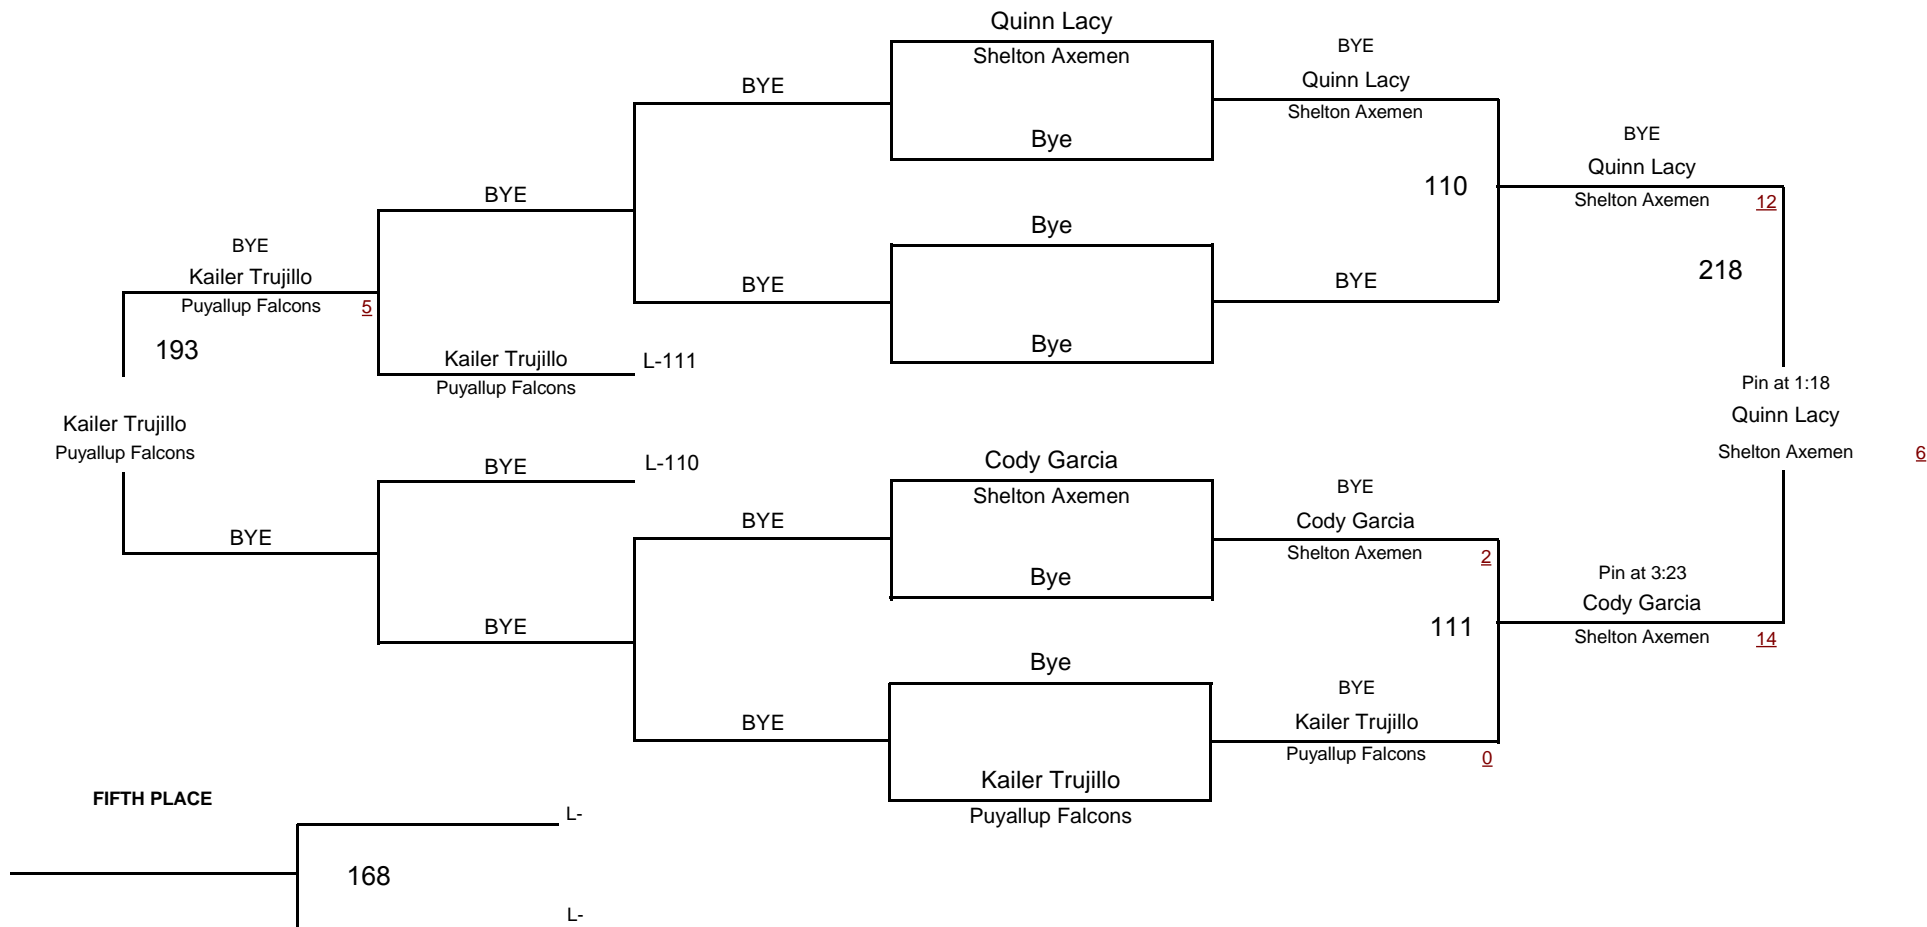 Quinn Lacy
Shelton Axemen
BYE
Quinn Lacy
Shelton Axemen
BYE
Bye
BYE
Quinn Lacy
Shelton Axemen
12
110
BYE
Bye
BYE
Kailer Trujillo
Puyallup Falcons
5
BYE
BYE
218
193
Bye
Kailer Trujillo
Puyallup Falcons
L-111
Pin at 1:18
Quinn Lacy
Shelton Axemen
6
Kailer Trujillo
Puyallup Falcons
BYE
L-110
Cody Garcia
Shelton Axemen
BYE
Cody Garcia
Shelton Axemen
2
BYE
BYE
Bye
Pin at 3:23
Cody Garcia
Shelton Axemen
14
BYE
111
Bye
BYE
Kailer Trujillo
Puyallup Falcons
0
BYE
Kailer Trujillo
Puyallup Falcons
FIFTH PLACE
L-
168
L-